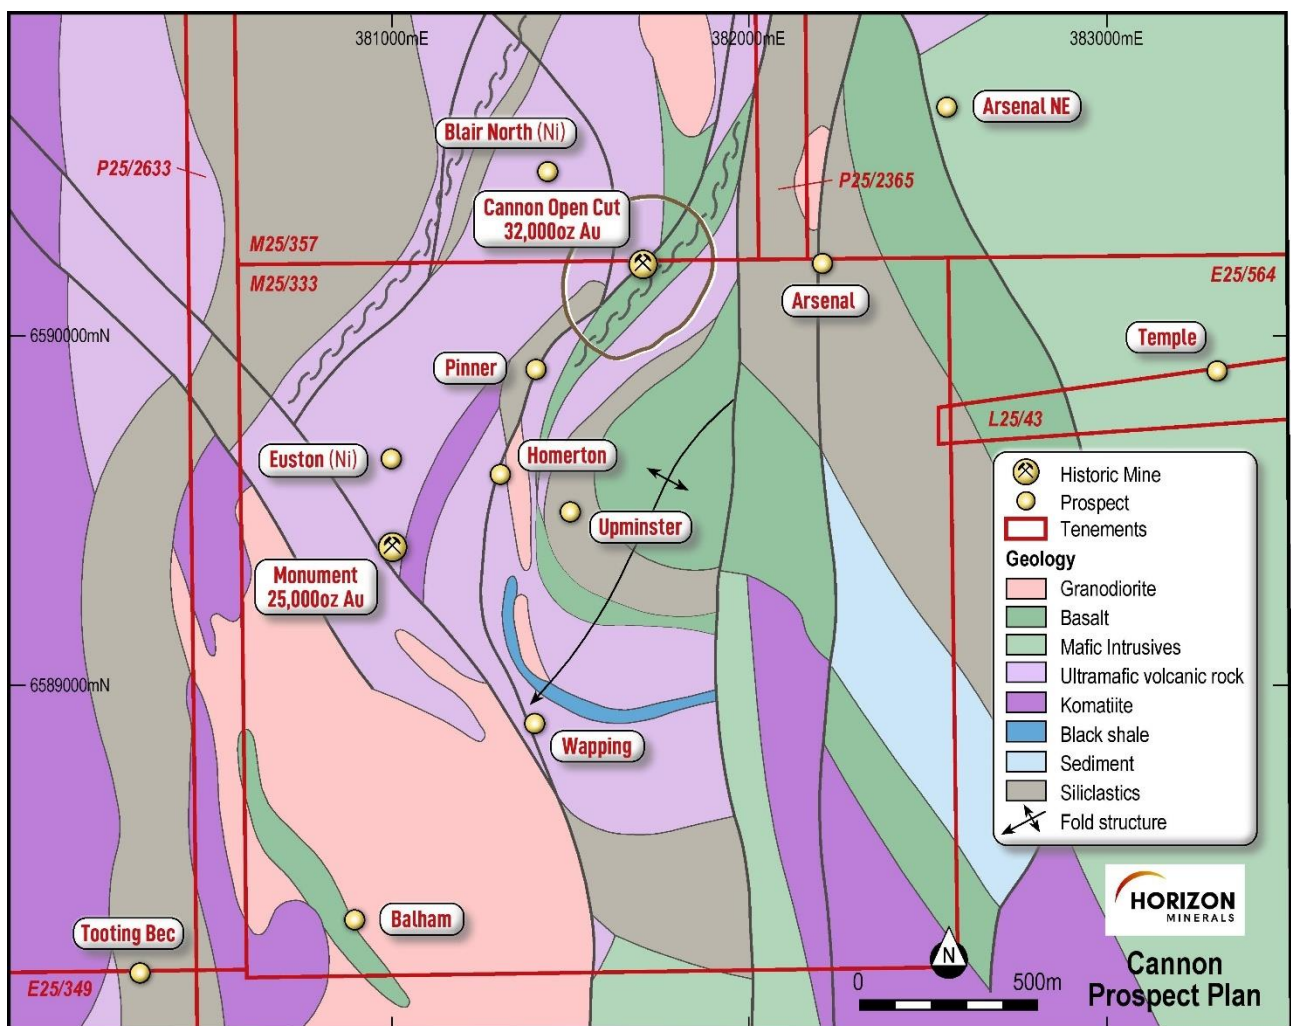 381000mE
382000mE
383000mE
Arsenal NE
Blair North (Ni)
P25/2633
P25/2365
Cannon Open Cut
32,000oz Au
M25/357
M25/333
E25/564
Arsenal
6590000mN
Temple
Pinner
L25/43
Euston (Ni)
Homerton
Upminster
Monument
25,000oz Au
6589000mN
Wapping
Balham
Tooting Bec
E25/349
Historic Mine
Prospect
Tenements
Geology
Granodiorite
Basalt
Mafic Intrusives
Ultramafic volcanic rock
Komatiite
Black shale
Sediment
Siliclastics
Fold structure
HORIZON
MINERALS
N
0
500m
Cannon
Prospect Plan